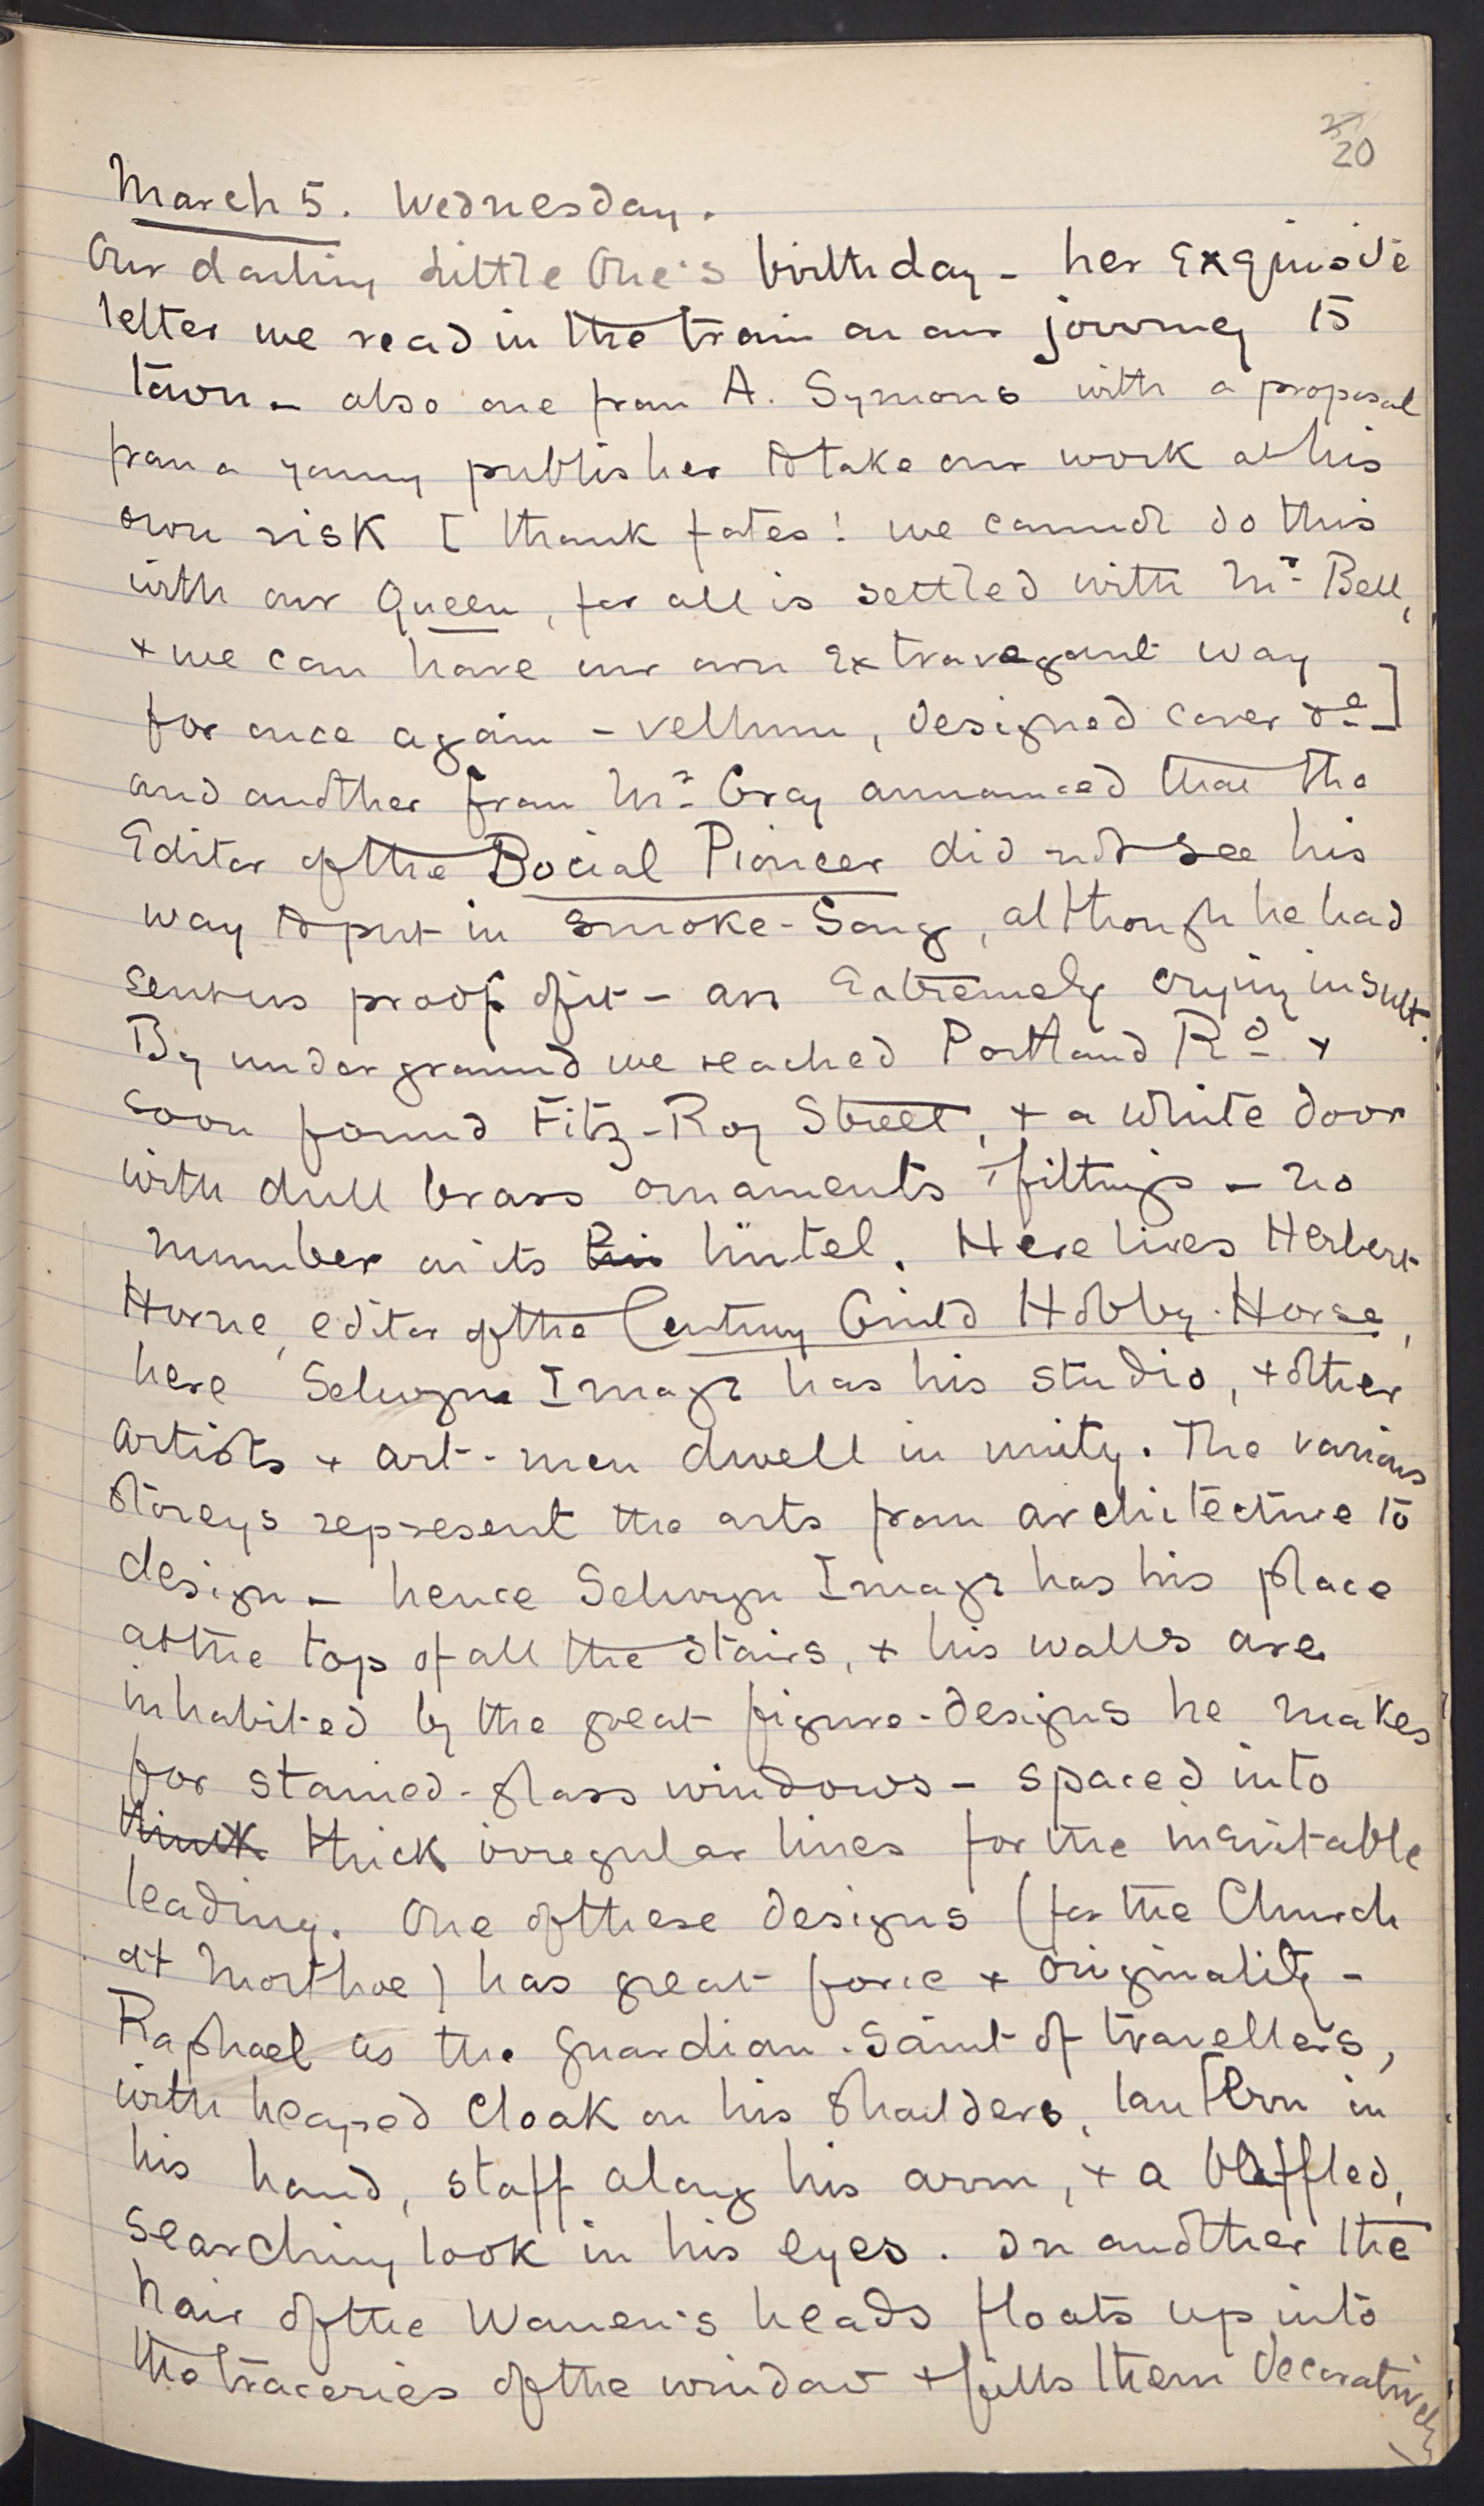 27
20
March 5. Wednesday.
Our darling Little One's birthday - her exquisite
letter we read in the train on our journey to
town - also one from A. Symons with a proposal
from a young publisher to take our work at his
own risk [ thank fates! we cannot do this
with our Queen, for all is settled with Mr. Bell,
+ we can have our own extravagant way
for once again - vellum, designed cover &c]
and another from Mr. Gray announced that the
Editor of the Social Pioneer did not see his
way to put in Smoke-Song, although he had
sent us proof of it - an extremely crying insult.
By underground we reached Portland Rd. +
soon found Fitz-Roy Street, + a white door
with dull brass ornaments + fittings - no
number on its lintel. Here lives Herbert
Horne, editor of the Century Guild Hobby-Horse,
here Selwyn Image has his studio, + other
artists + art-men dwell in unity. The various
storeys represent the arts from architecture to
design - hence Selwyn Image has his place
at the top of all the stairs, + his walls are
inhabited by the great figure-designs he makes
for stained-glass windows - spaced into
think thick irregular lines for the inevitable
leading. One of these designs (for the Church
at Morthoe) has great force + originality -
Raphael as the guardian-saint of travellers,
with heaped cloak on his shoulders, lantern in
his hand, staff along his arm, + a baffled,
searching look in his eyes. In another the
hair of the women's heads floats up into
the traceries of the window + fills them decoratively